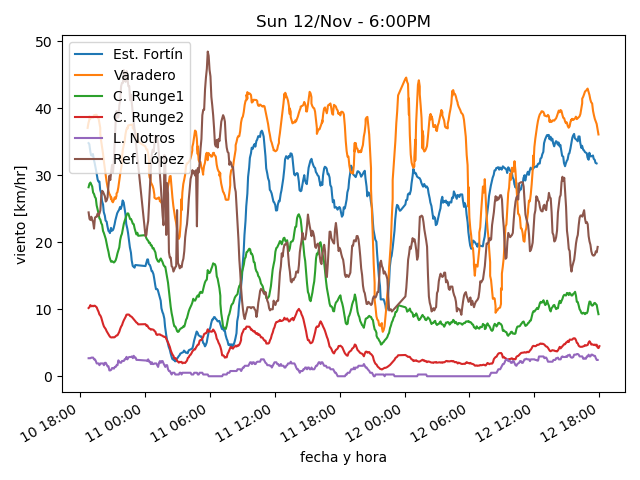 Sun 12/Nov - 6:00PM
50
40
30
20
10
0
viento [km/hr]
Est. Fortín
Varadero
C. Runge1
C. Runge2
L. Notros
Ref. López
10 18:00
11 00:00
11 06:00
11 12:00
11 18:00
12 00:00
12 06:00
12 12:00
12 18:00
fecha y hora